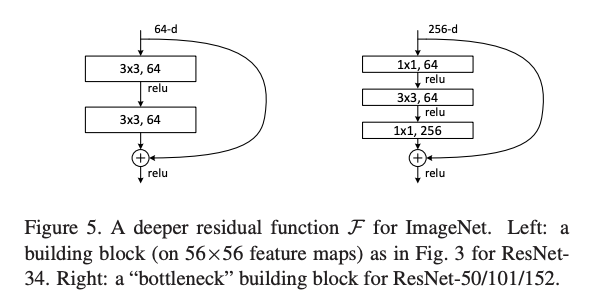 64-d
3x3, 64
relu
3x3, 64
+
relu
256-d
1x1, 64
relu
3x3, 64
relu
1x1, 256
+
relu
Figure 5. A deeper residual function F for ImageNet. Left: a
building block (on 56×56 feature maps) as in Fig. 3 for ResNet-
34. Right: a “bottleneck” building block for ResNet-50/101/152.